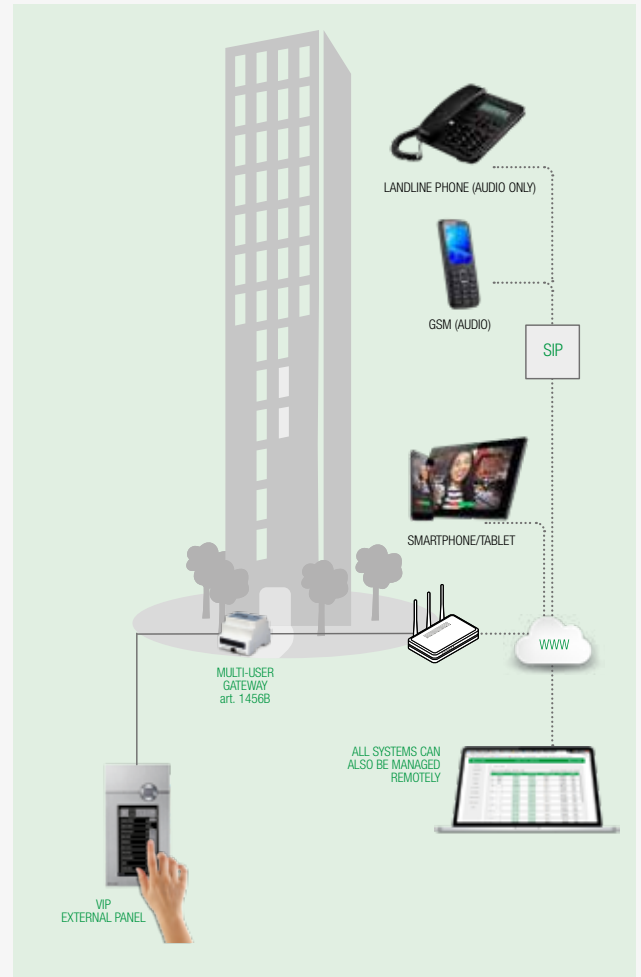 LANDLINE PHONE (AUDIO ONLY)
GSM (AUDIO)
SIP
SMARTPHONE/TABLET
WWW
MULTI-USER
GATEWAY
art. 1456B
ALL SYSTEMS CAN
ALSO BE MANAGED
REMOTELY
VIP
EXTERNAL PANEL